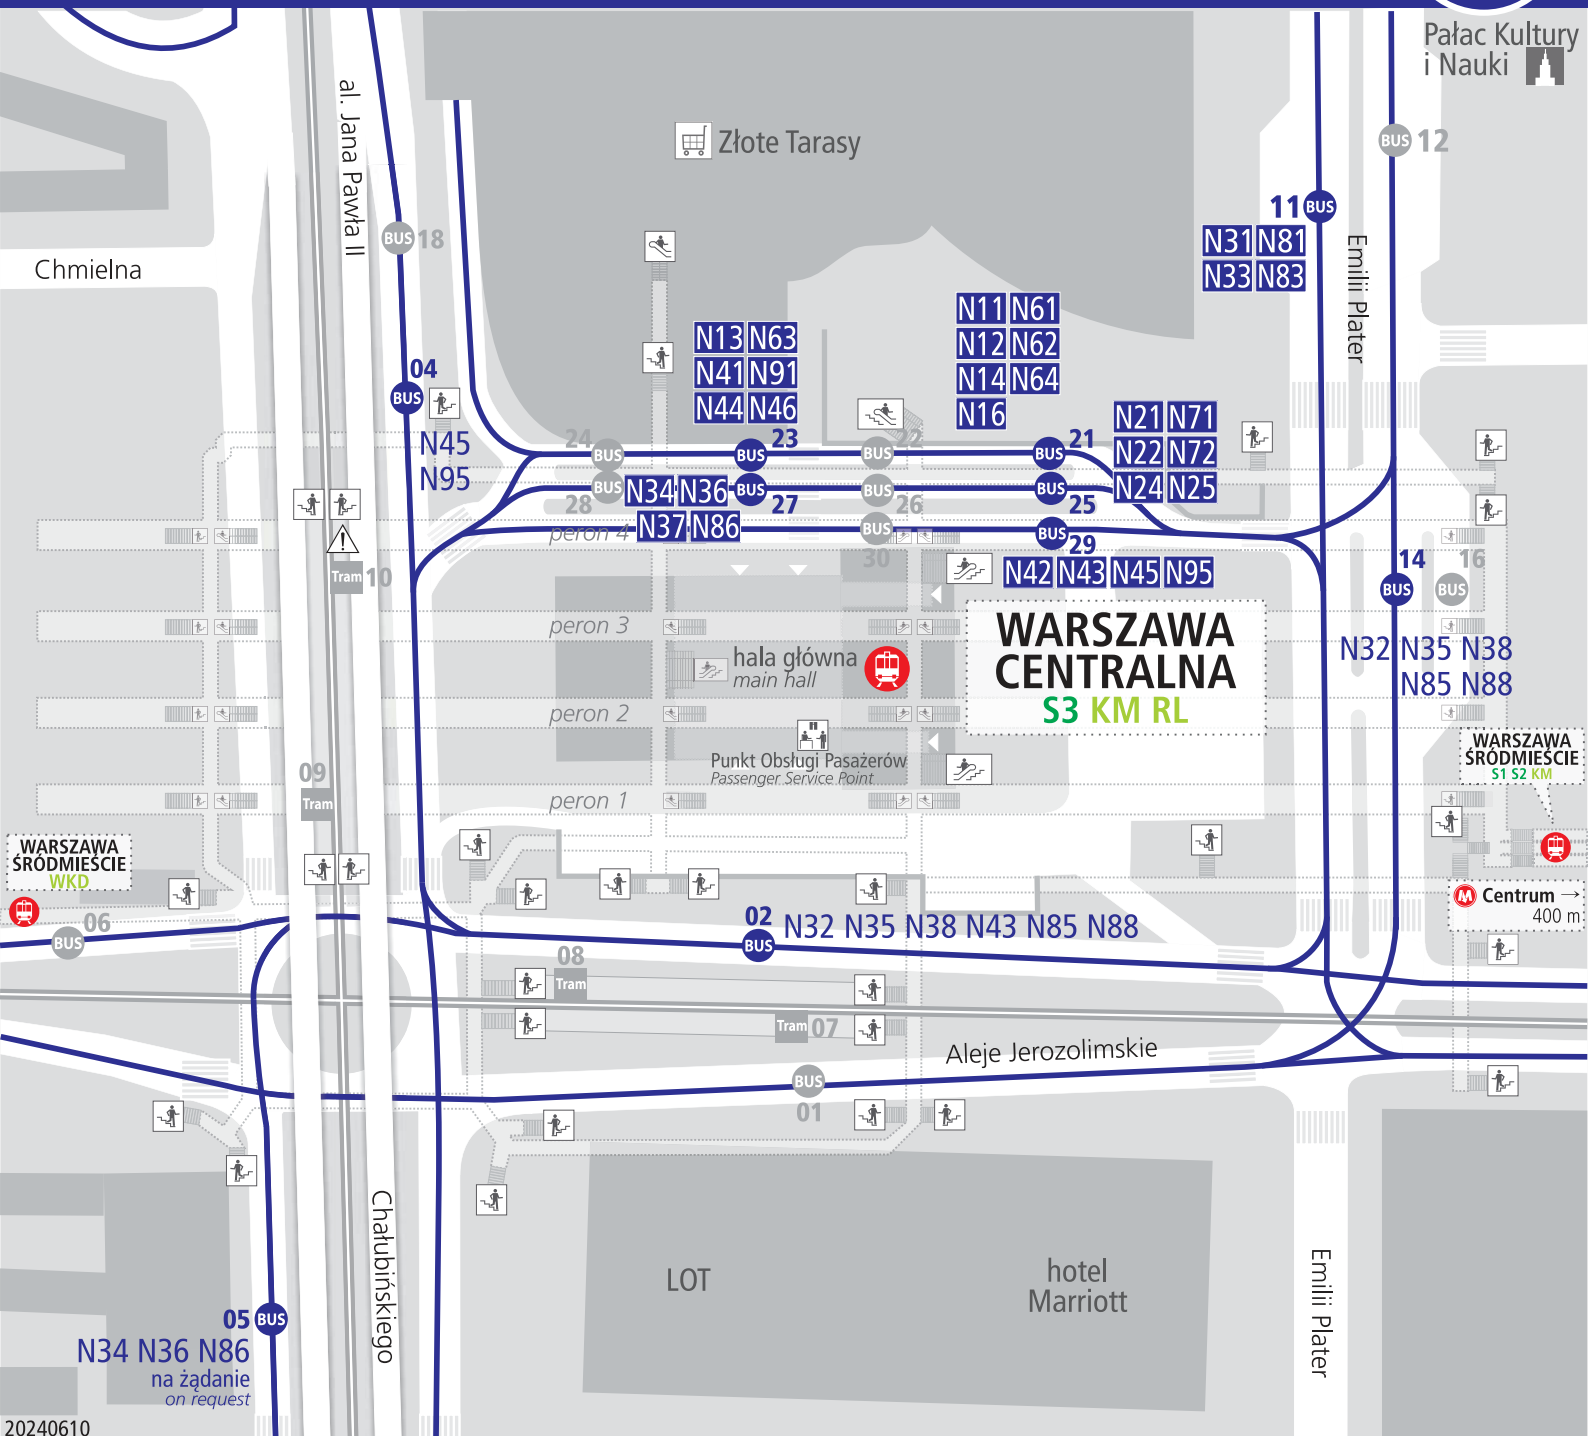 Pałac Kultury
i Nauki
al. Jana Pawła II
Złote Tarasy
BUS 12
11 BUS
N31 N81
N33 N83
BUS 18
Chmielna
Emilii Plater
N11 N61
N12 N62
N14 N64
N16
N13 N63
N41 N91
N44 N46
04
BUS
N45
N95
N21 N71
N22 N72
N24 N25
24
BUS
23
BUS
22
BUS
21
BUS
BUS
28
N34 N36
N37 N86
BUS
27
BUS
26
BUS
25
peron 4
BUS
30
BUS
29
N42 N43 N45 N95
Tram 10
14
BUS
16
BUS
N32 N35 N38
N85 N88
peron 3
hala główna
main hall
WARSZAWA
CENTRALNA
S3 KM RL
peron 2
Punkt Obsługi Pasażerów
Passenger Service Point
WARSZAWA
ŚRÓDMIEŚCIE
S1 S2 KM
09
Tram
peron 1
WARSZAWA
ŚRÓDMIEŚCIE
WKD
M Centrum →
400 m
06
BUS
02
BUS
N32 N35 N38 N43 N85 N88
08
Tram
Tram 07
Aleje Jerozolimskie
BUS
01
Chałubińskiego
LOT
hotel
Marriott
Emilii Plater
05 BUS
N34 N36 N86
na żądanie
on request
20240610